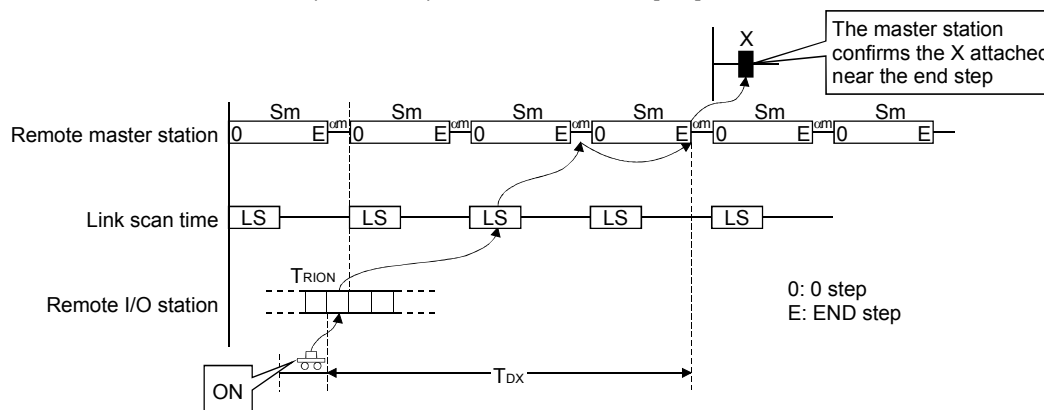 X
The master station
confirms the X attached
near the end step
Sm Sm Sm Sm Sm Sm
Remote master station 0 E αm 0 E αm 0 E αm 0 E αm 0 E αm 0 E
Link scan time LS LS LS LS LS
TRION
Remote I/O station
0: 0 step
E: END step
ON
TDX